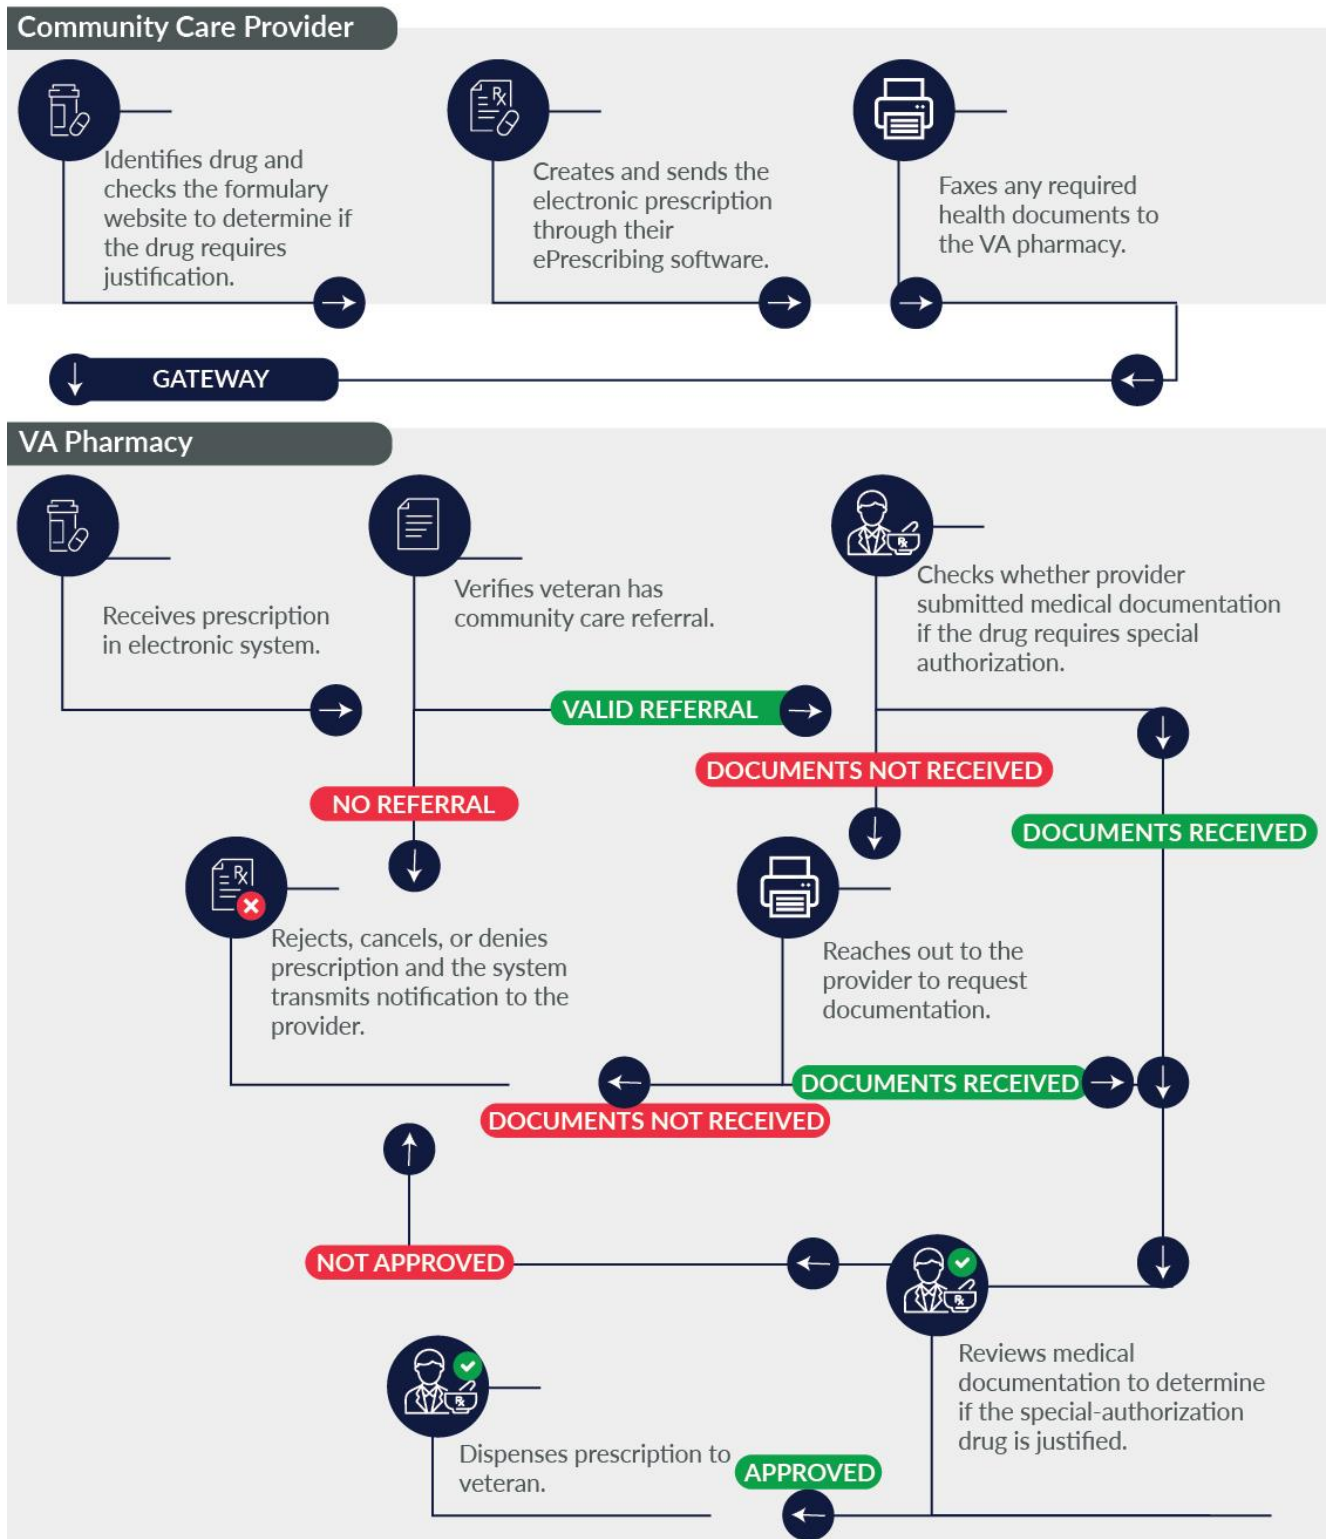 Community Care Provider
Identifies drug and
checks the formulary
website to determine if
the drug requires
justification.
Rx
Creates and sends the
electronic prescription
through their
ePrescribing software.
Faxes any required
health documents to
the VA pharmacy.
GATEWAY
VA Pharmacy
Receives prescription
in electronic system.
Verifies veteran has
community care referral.
Rx
Checks whether provider
submitted medical documentation
if the drug requires special
authorization.
VALID REFERRAL
DOCUMENTS NOT RECEIVED
NO REFERRAL
DOCUMENTS RECEIVED
Rx
Rejects, cancels, or denies
prescription and the system
transmits notification to the
provider.
Reaches out to the
provider to request
documentation.
DOCUMENTS RECEIVED
DOCUMENTS NOT RECEIVED
NOT APPROVED
Rx
Reviews medical
documentation to determine
if the special-authorization
drug is justified.
Rx
Dispenses prescription to
veteran.
APPROVED